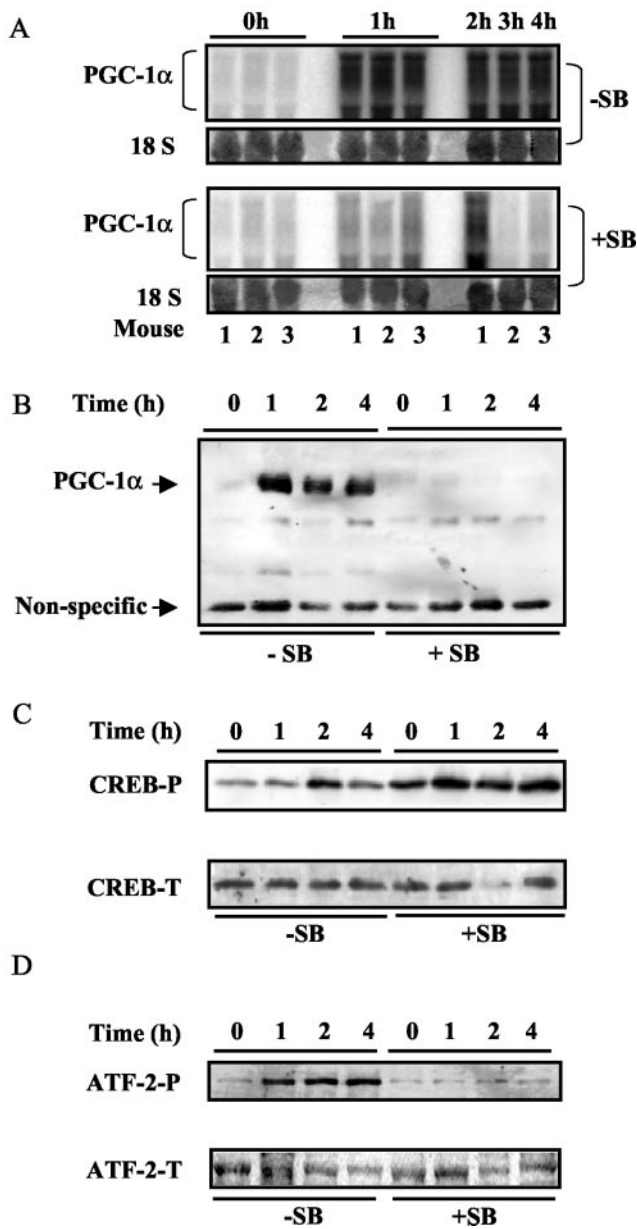 A
0h 1h 2h 3h 4h
PGC-1α
-SB
18 S
PGC-1α
+SB
18 S
Mouse 1 2 3 1 2 3 1 2 3
B
Time (h) 0 1 2 4 0 1 2 4
PGC-1α
Non-specific
- SB + SB
C
Time (h) 0 1 2 4 0 1 2 4
CREB-P
CREB-T
-SB +SB
D
Time (h) 0 1 2 4 0 1 2 4
ATF-2-P
ATF-2-T
-SB +SB